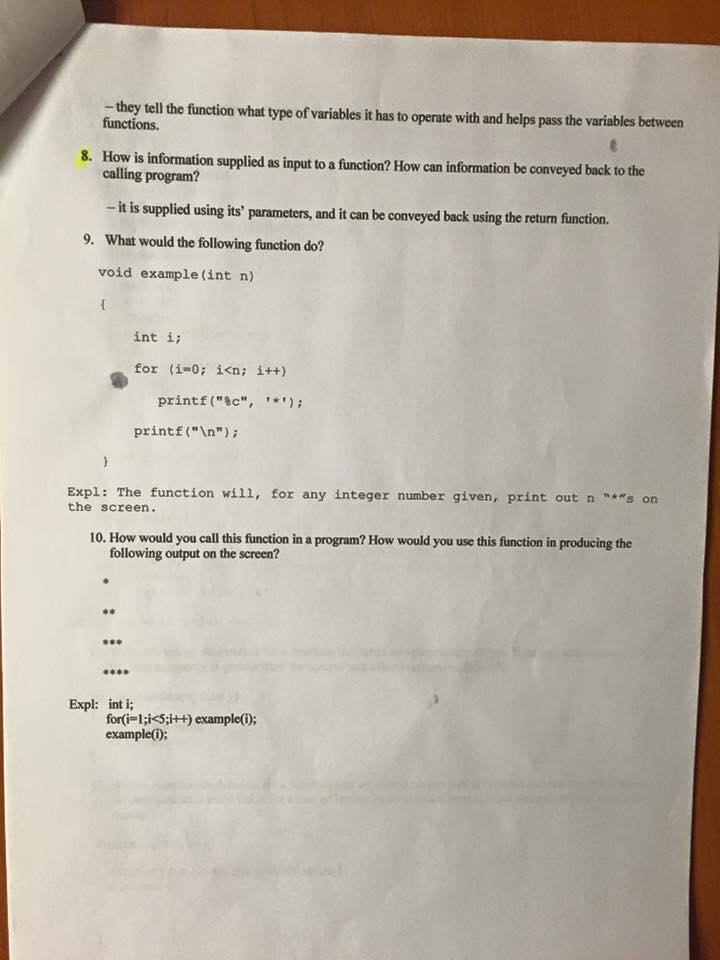 – they tell the function what type of variables it has to operate with and helps pass the variables between
functions.
8. How is information supplied as input to a function? How can information be conveyed back to the
calling program?
– it is supplied using its’ parameters, and it can be conveyed back using the return function.
9. What would the following function do?
void example(int n)
{
int i;
for (i=0; i<n; i++)
printf("%c", '*');
printf("\n");
}
Expl: The function will, for any integer number given, print out n “*”s on
the screen.
10. How would you call this function in a program? How would you use this function in producing the
following output on the screen?
*
**
***
****
Expl: int i;
for(i=1;i<5;i++) example(i);
example(i);